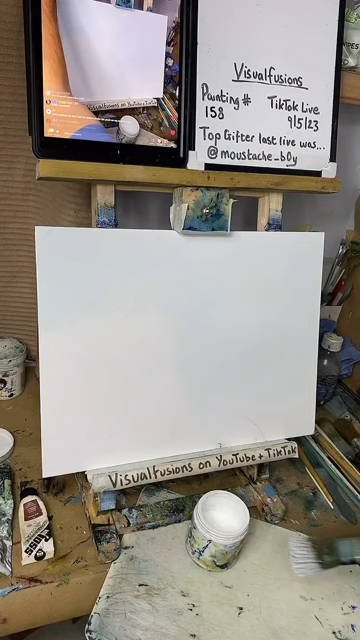 Visualfusions on YouTube + TikTok
Visualfusions
Painting # TikTok Live
158 9/5/23
Top Gifter last live was...
@moustache_b0y
Visualfusions on YouTube + TikTok